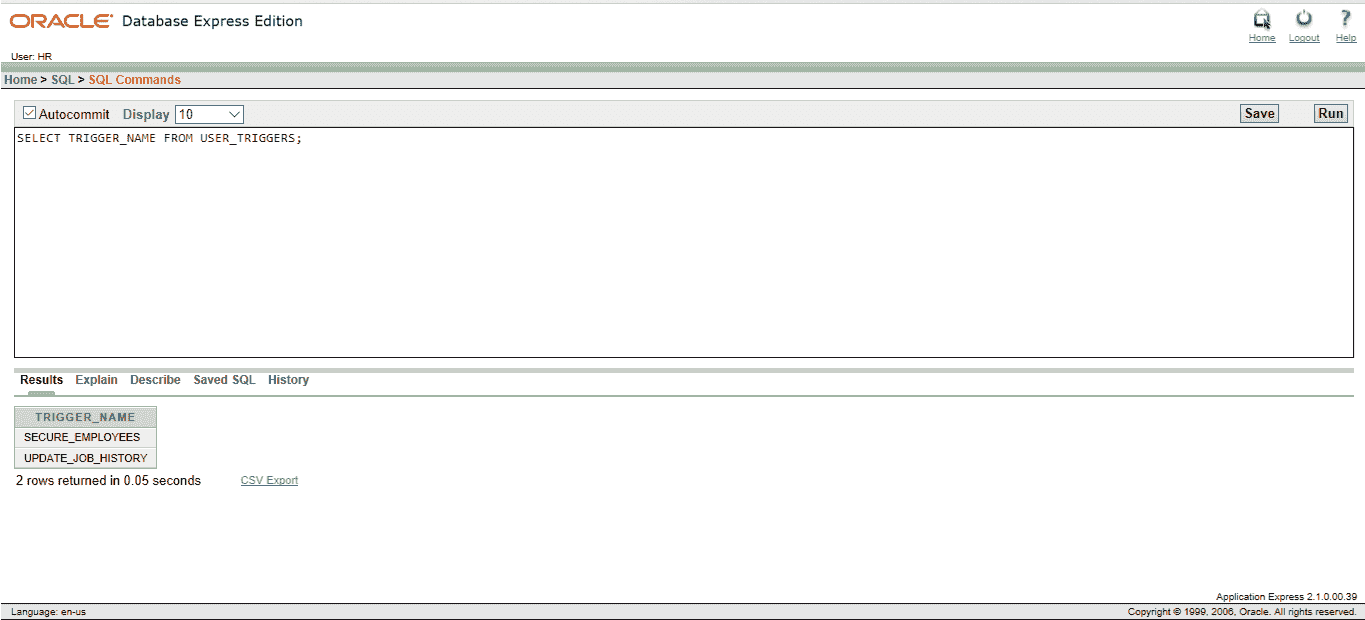 ORACLE Database Express Edition
Home Logout Help
User: HR
Home > SQL > SQL Commands
Autocommit Display 10 Save Run
SELECT TRIGGER_NAME FROM USER_TRIGGERS;
Results Explain Describe Saved SQL History
TRIGGER_NAME
SECURE_EMPLOYEES
UPDATE_JOB_HISTORY
2 rows returned in 0.05 seconds CSV Export
Application Express 2.1.0.00.39
Language: en-us Copyright © 1999, 2006, Oracle. All rights reserved.